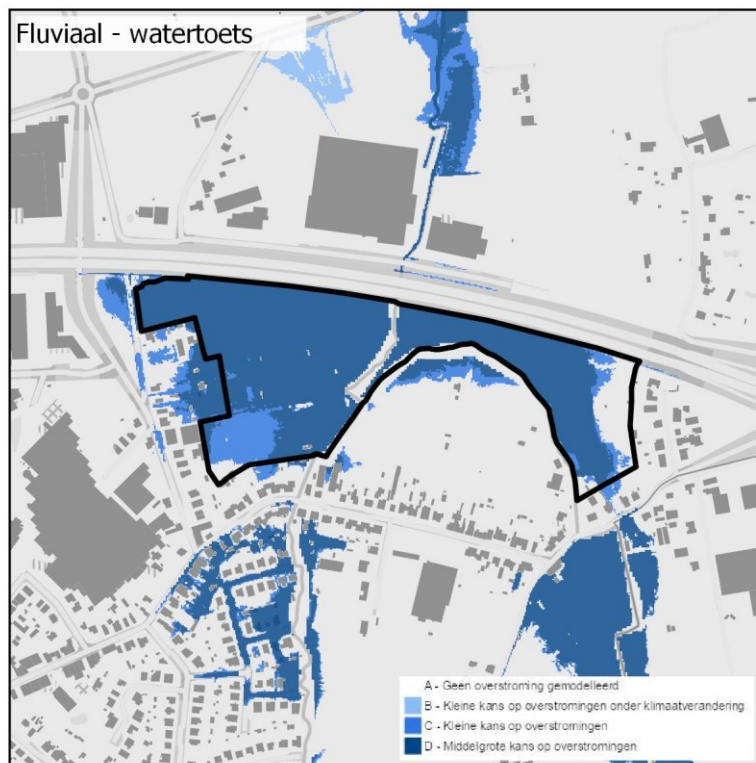 Fluviaal - watertoets
A - Geen overstroming gemodelleerd
B - Kleine kans op overstromingen onder klimaatverandering
C - Kleine kans op overstromingen
D - Middelgrote kans op overstromingen